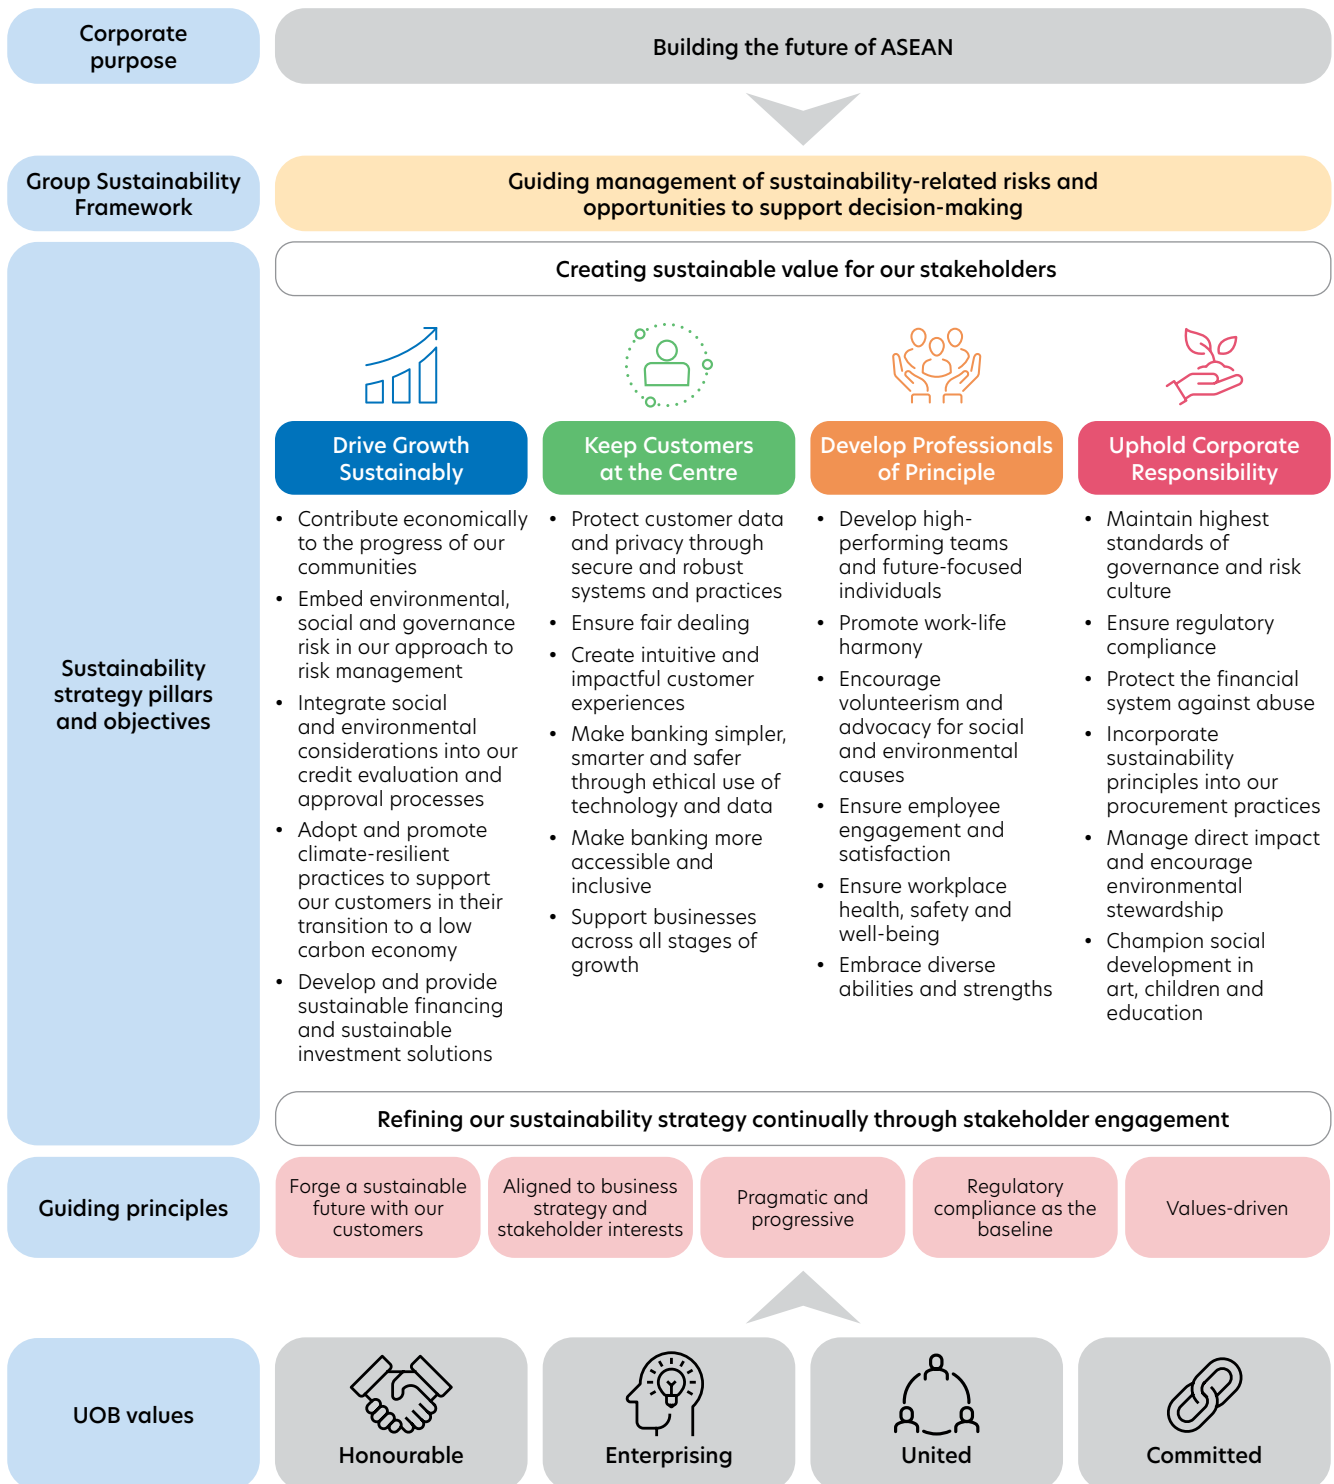 Corporate
purpose
Building the future of ASEAN
Group Sustainability
Framework
Guiding management of sustainability-related risks and
opportunities to support decision-making
Sustainability
strategy pillars
and objectives
Creating sustainable value for our stakeholders
Drive Growth
Sustainably
• Contribute economically
to the progress of our
communities
• Embed environmental,
social and governance
risk in our approach to
risk management
• Integrate social
and environmental
considerations into our
credit evaluation and
approval processes
• Adopt and promote
climate-resilient
practices to support
our customers in their
transition to a low
carbon economy
• Develop and provide
sustainable financing
and sustainable
investment solutions
Keep Customers
at the Centre
• Protect customer data
and privacy through
secure and robust
systems and practices
• Ensure fair dealing
• Create intuitive and
impactful customer
experiences
• Make banking simpler,
smarter and safer
through ethical use of
technology and data
• Make banking more
accessible and
inclusive
• Support businesses
across all stages of
growth
Develop Professionals
of Principle
• Develop high-
performing teams
and future-focused
individuals
• Promote work-life
harmony
• Encourage
volunteerism and
advocacy for social
and environmental
causes
• Ensure employee
engagement and
satisfaction
• Ensure workplace
health, safety and
well-being
• Embrace diverse
abilities and strengths
Uphold Corporate
Responsibility
• Maintain highest
standards of
governance and risk
culture
• Ensure regulatory
compliance
• Protect the financial
system against abuse
• Incorporate
sustainability
principles into our
procurement practices
• Manage direct impact
and encourage
environmental
stewardship
• Champion social
development in
art, children and
education
Refining our sustainability strategy continually through stakeholder engagement
Guiding principles
Forge a sustainable
future with our
customers
Aligned to business
strategy and
stakeholder interests
Pragmatic and
progressive
Regulatory
compliance as the
baseline
Values-driven
UOB values
Honourable
Enterprising
United
Committed